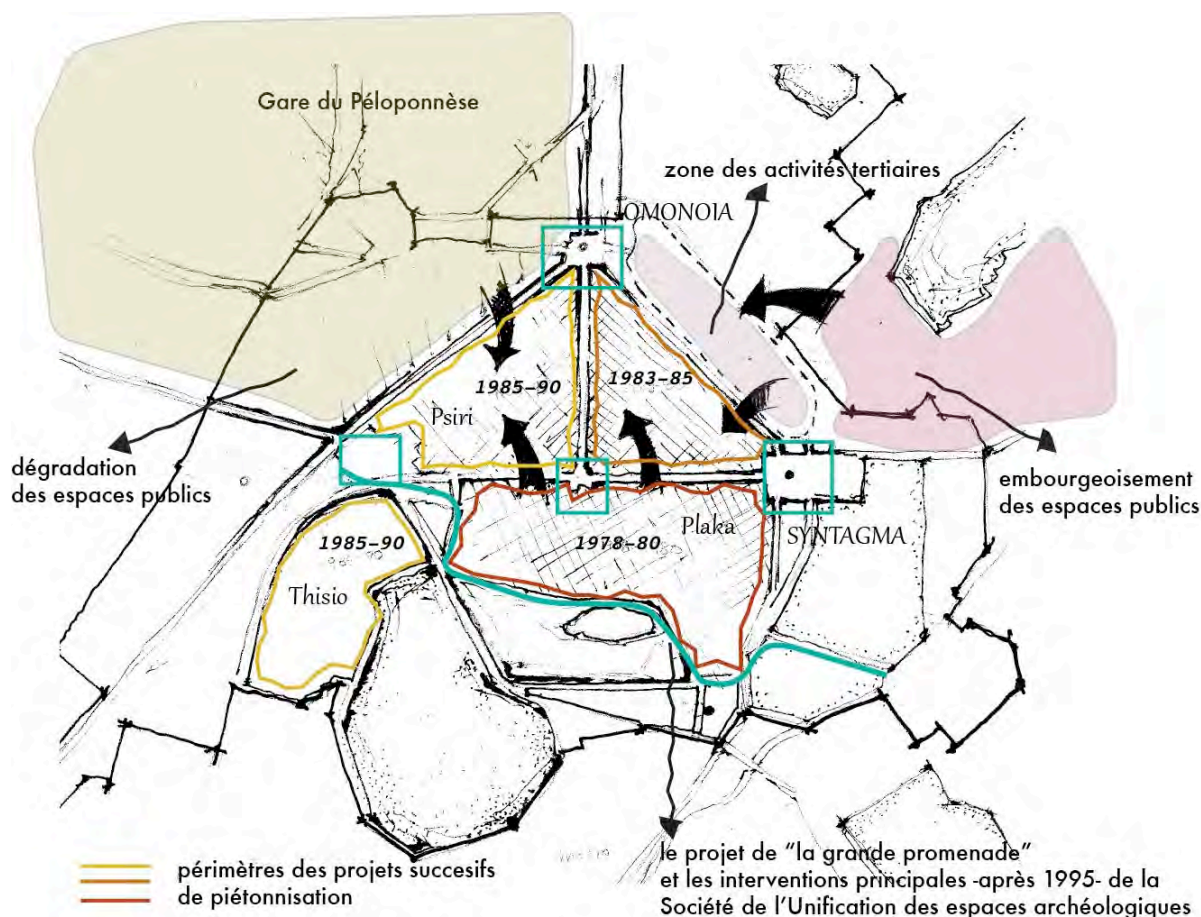 Gare du Péloponnèse
zone des activités tertiaires
OMONOIA
1985-90
1983-85
Psiri
dégradation
des espaces publics
embourgeoisement
des espaces publics
Plaka
SYNTAGMA
1985-90
1978-80
Thisio
périmètres des projets succesifs
de piétonnisation
le projet de "la grande promenade"
et les interventions principales -après 1995- de la
Société de l'Unification des espaces archéologiques